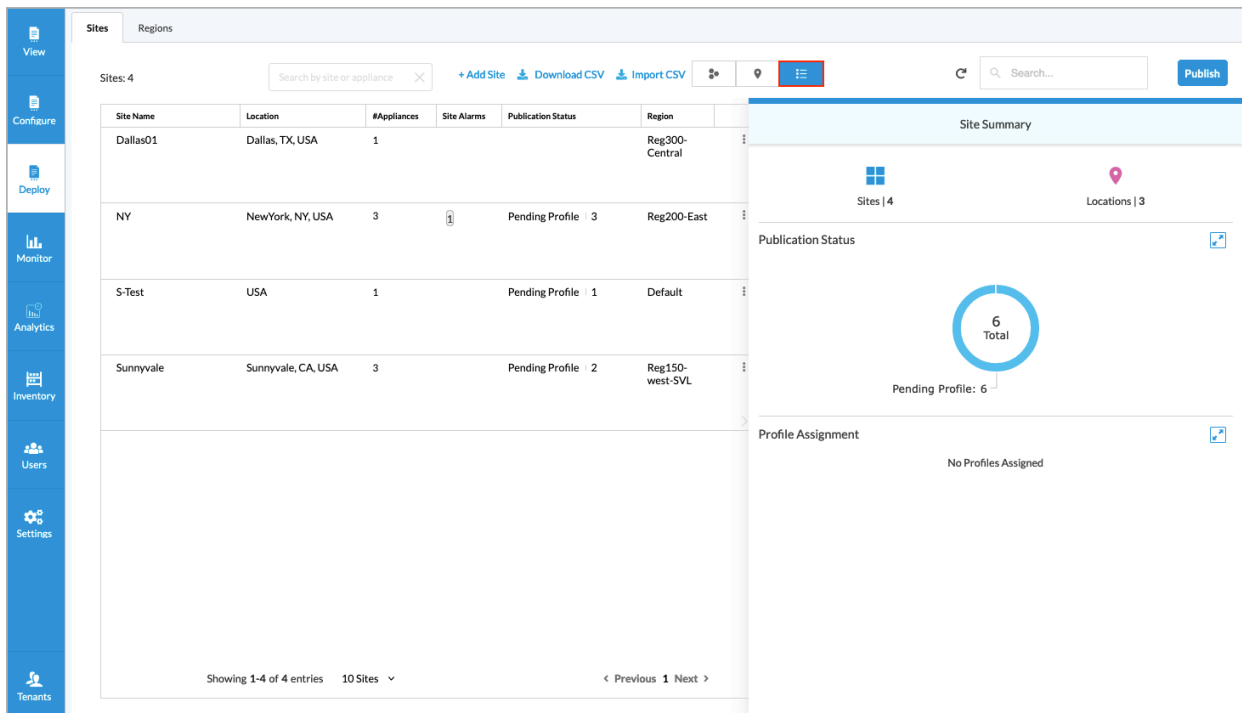 View
Configure
Deploy
Monitor
Analytics
Inventory
Users
Settings
Tenants
Sites Regions
Sites: 4 Search by site or appliance + Add Site Download CSV Import CSV Search... Publish
Site Name Location #Appliances Site Alarms Publication Status Region
Dallas01 Dallas, TX, USA 1 Reg300-
Central
NY NewYork, NY, USA 3 1 Pending Profile 3 Reg200-East
S-Test USA 1 Pending Profile 1 Default
Sunnyvale Sunnyvale, CA, USA 3 Pending Profile 2 Reg150-
west-SVL
Showing 1-4 of 4 entries 10 Sites < Previous 1 Next >
Site Summary
Sites | 4 Locations | 3
Publication Status
6
Total
Pending Profile: 6
Profile Assignment
No Profiles Assigned